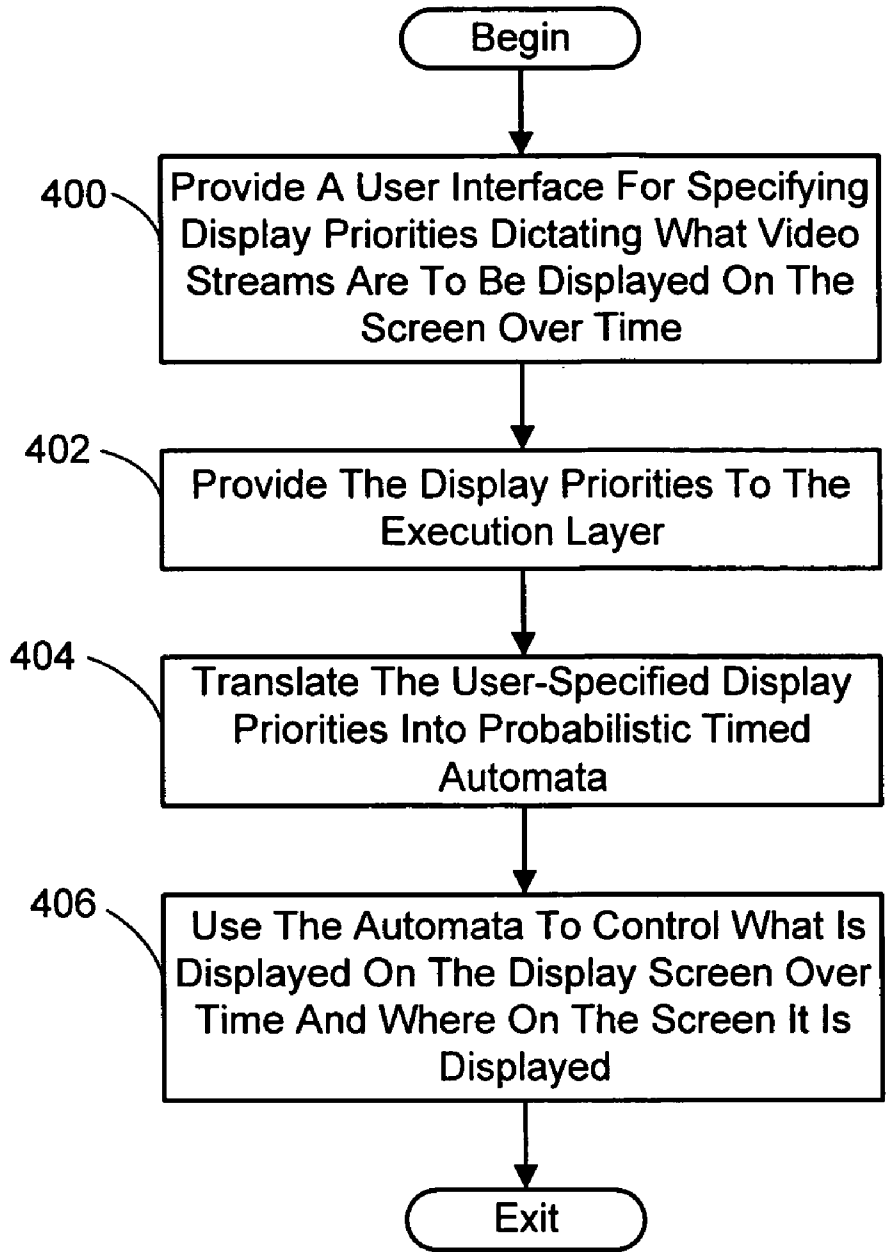 Begin
400
Provide A User Interface For Specifying
Display Priorities Dictating What Video
Streams Are To Be Displayed On The
Screen Over Time
402
Provide The Display Priorities To The
Execution Layer
404
Translate The User-Specified Display
Priorities Into Probabilistic Timed
Automata
406
Use The Automata To Control What Is
Displayed On The Display Screen Over
Time And Where On The Screen It Is
Displayed
Exit